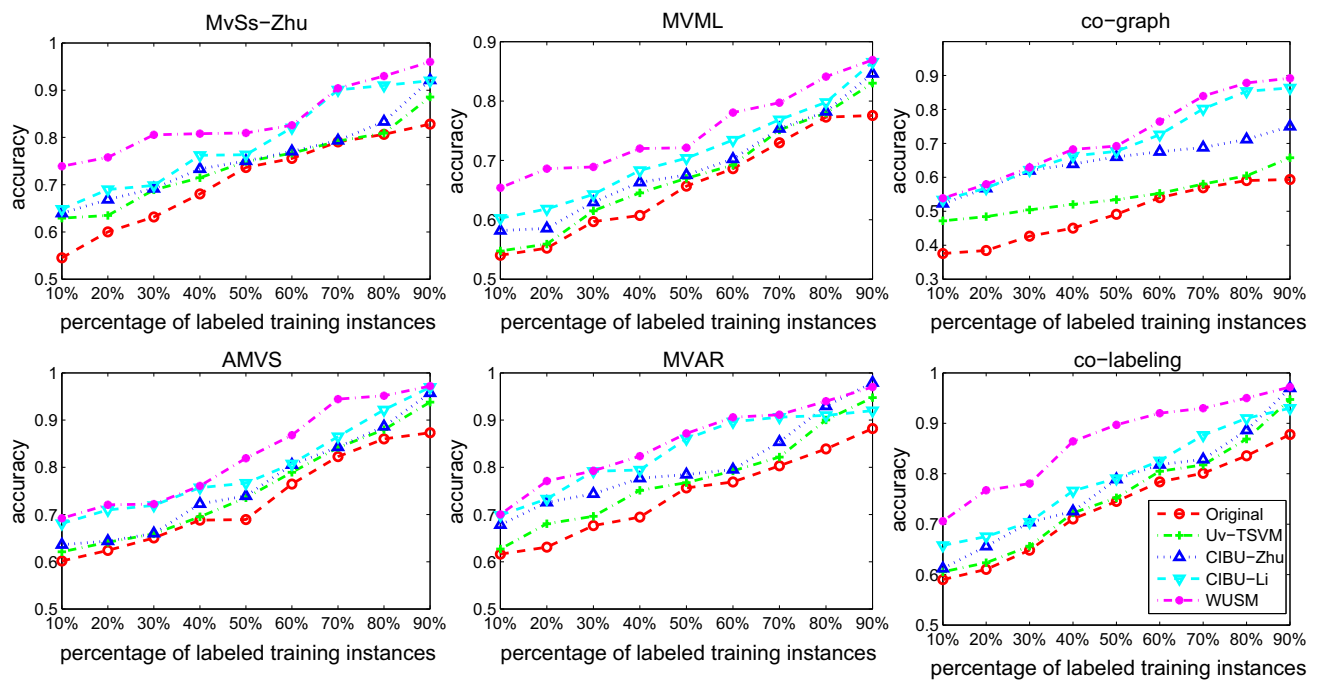 MvSs−Zhu
1
0.9
0.8
0.7
0.6
0.5
accuracy
10% 20% 30% 40% 50% 60% 70% 80% 90%
percentage of labeled training instances
MVML
0.9
0.8
0.7
0.6
0.5
accuracy
10% 20% 30% 40% 50% 60% 70% 80% 90%
percentage of labeled training instances
co−graph
0.9
0.8
0.7
0.6
0.5
0.4
0.3
accuracy
10% 20% 30% 40% 50% 60% 70% 80% 90%
percentage of labeled training instances
AMVS
1
0.9
0.8
0.7
0.6
0.5
accuracy
10% 20% 30% 40% 50% 60% 70% 80% 90%
percentage of labeled training instances
MVAR
1
0.9
0.8
0.7
0.6
0.5
accuracy
10% 20% 30% 40% 50% 60% 70% 80% 90%
percentage of labeled training instances
co−labeling
1
0.9
0.8
0.7
0.6
0.5
accuracy
Original
Uv−TSVM
CIBU−Zhu
CIBU−Li
WUSM
10% 20% 30% 40% 50% 60% 70% 80% 90%
percentage of labeled training instances